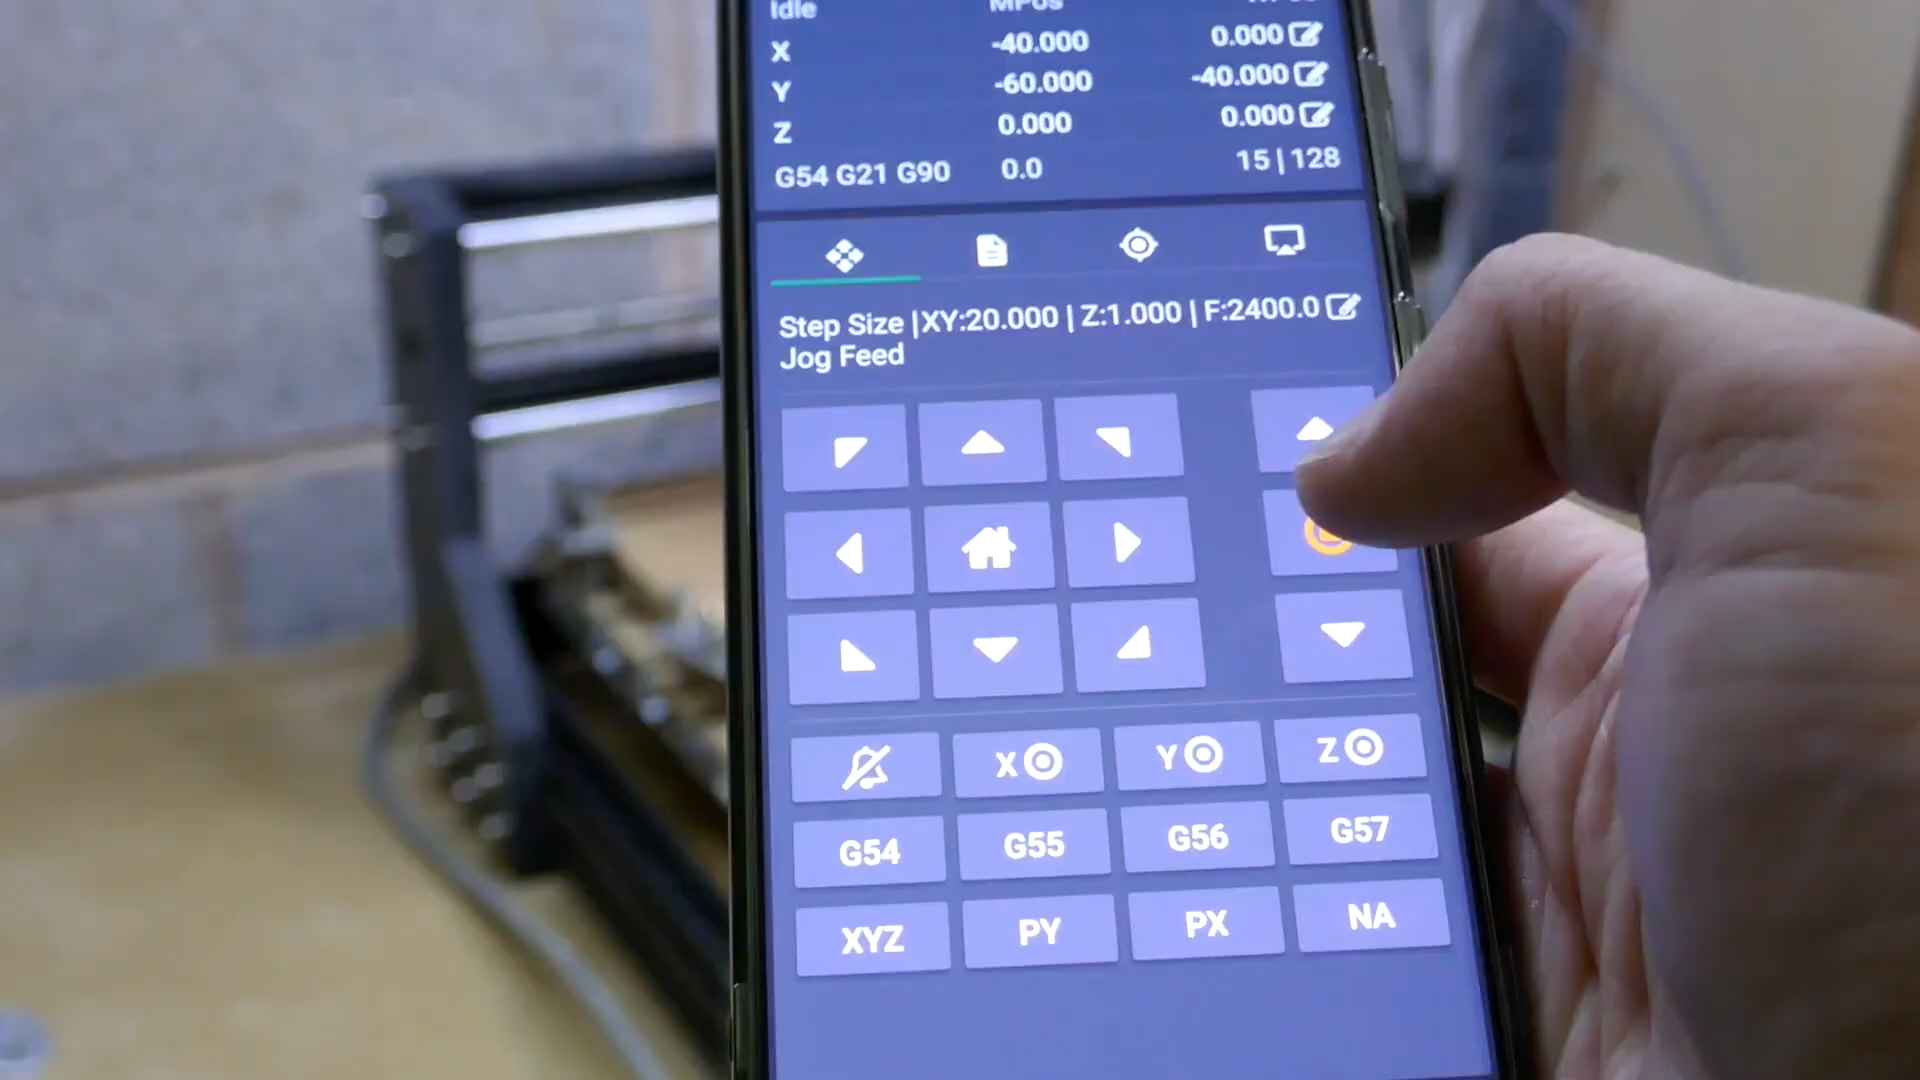 Idle MPos
X -40.000 0.000
Y -60.000 -40.000
Z 0.000 0.000
G54 G21 G90 0.0 15 | 128
Step Size |XY:20.000 | Z:1.000 | F:2400.0
Jog Feed
X Y Z
G54 G55 G56 G57
XYZ PY PX NA